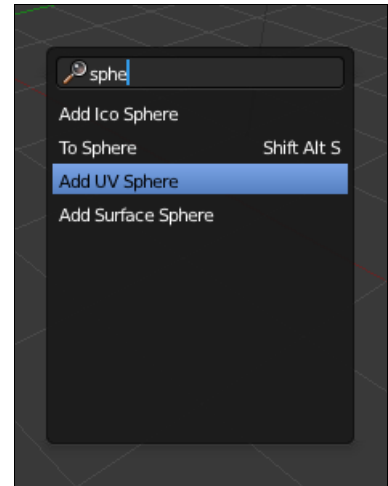 sphe
Add Ico Sphere
To Sphere Shift Alt S
Add UV Sphere
Add Surface Sphere